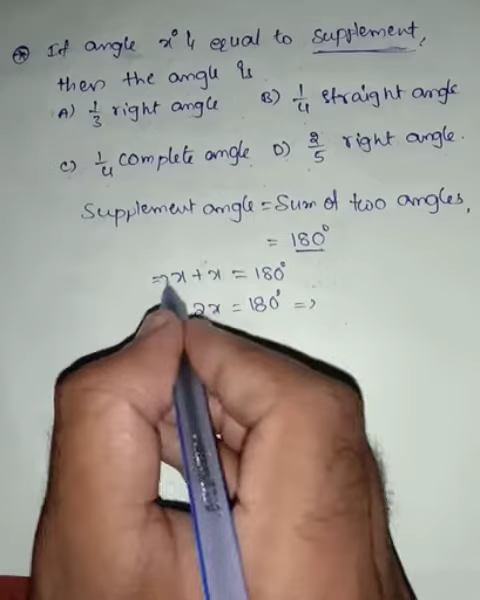 If angle x° is equal to supplement,
then the angle is
A) 1/3 right angle B) 1/4 straight angle
C) 1/4 complete angle D) 2/5 right angle.
Supplement angle = Sum of two angles,
= 180°
⇒ x + x = 180°
2x = 180° ⇒